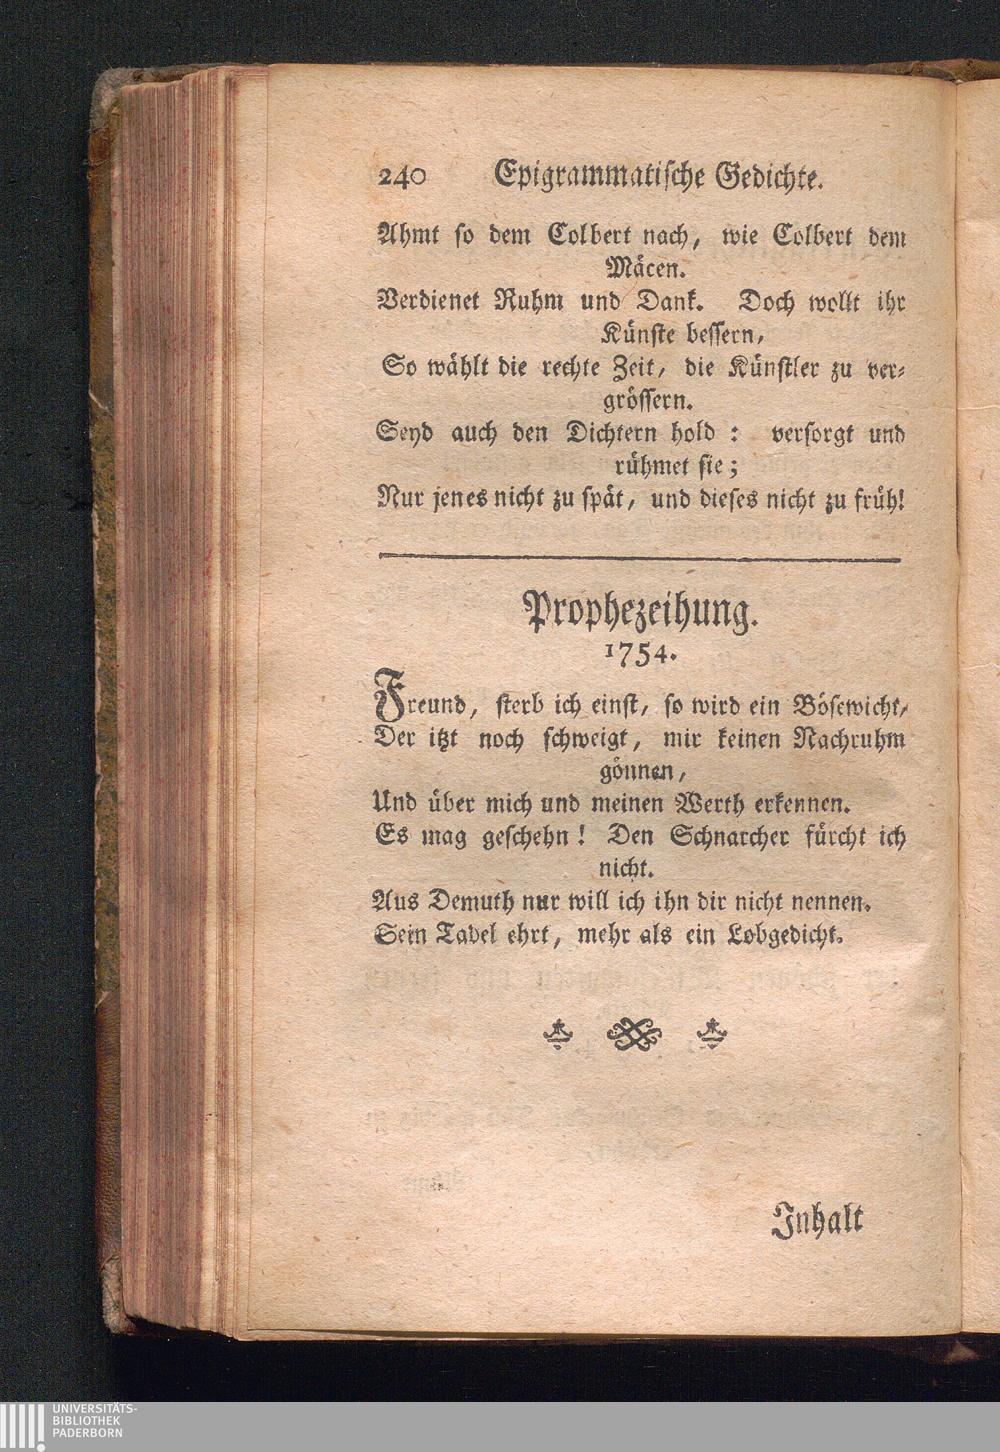 240 Epigrammatische Gedichte.
Ahmt so dem Colbert nach, wie Colbert dem
Mäcen.
Verdienet Ruhm und Dank. Doch wollt ihr
Künste bessern,
So wählt die rechte Zeit, die Künstler zu ver-
grössern.
Seyd auch den Dichtern hold: versorgt und
rühmet sie;
Nur jenes nicht zu spät, und dieses nicht zu früh!
Prophezeihung.
1754.
Freund, sterb ich einst, so wird ein Bösewicht,
Der itzt noch schweigt, mir keinen Nachruhm
gönnen,
Und über mich und meinen Werth erkennen.
Es mag geschehn! Den Schnarcher fürcht ich
nicht.
Aus Demuth nur will ich ihn dir nicht nennen.
Sein Tadel ehrt, mehr als ein Lobgedicht.
Inhalt
UNIVERSITÄTS-
BIBLIOTHEK
PADERBORN